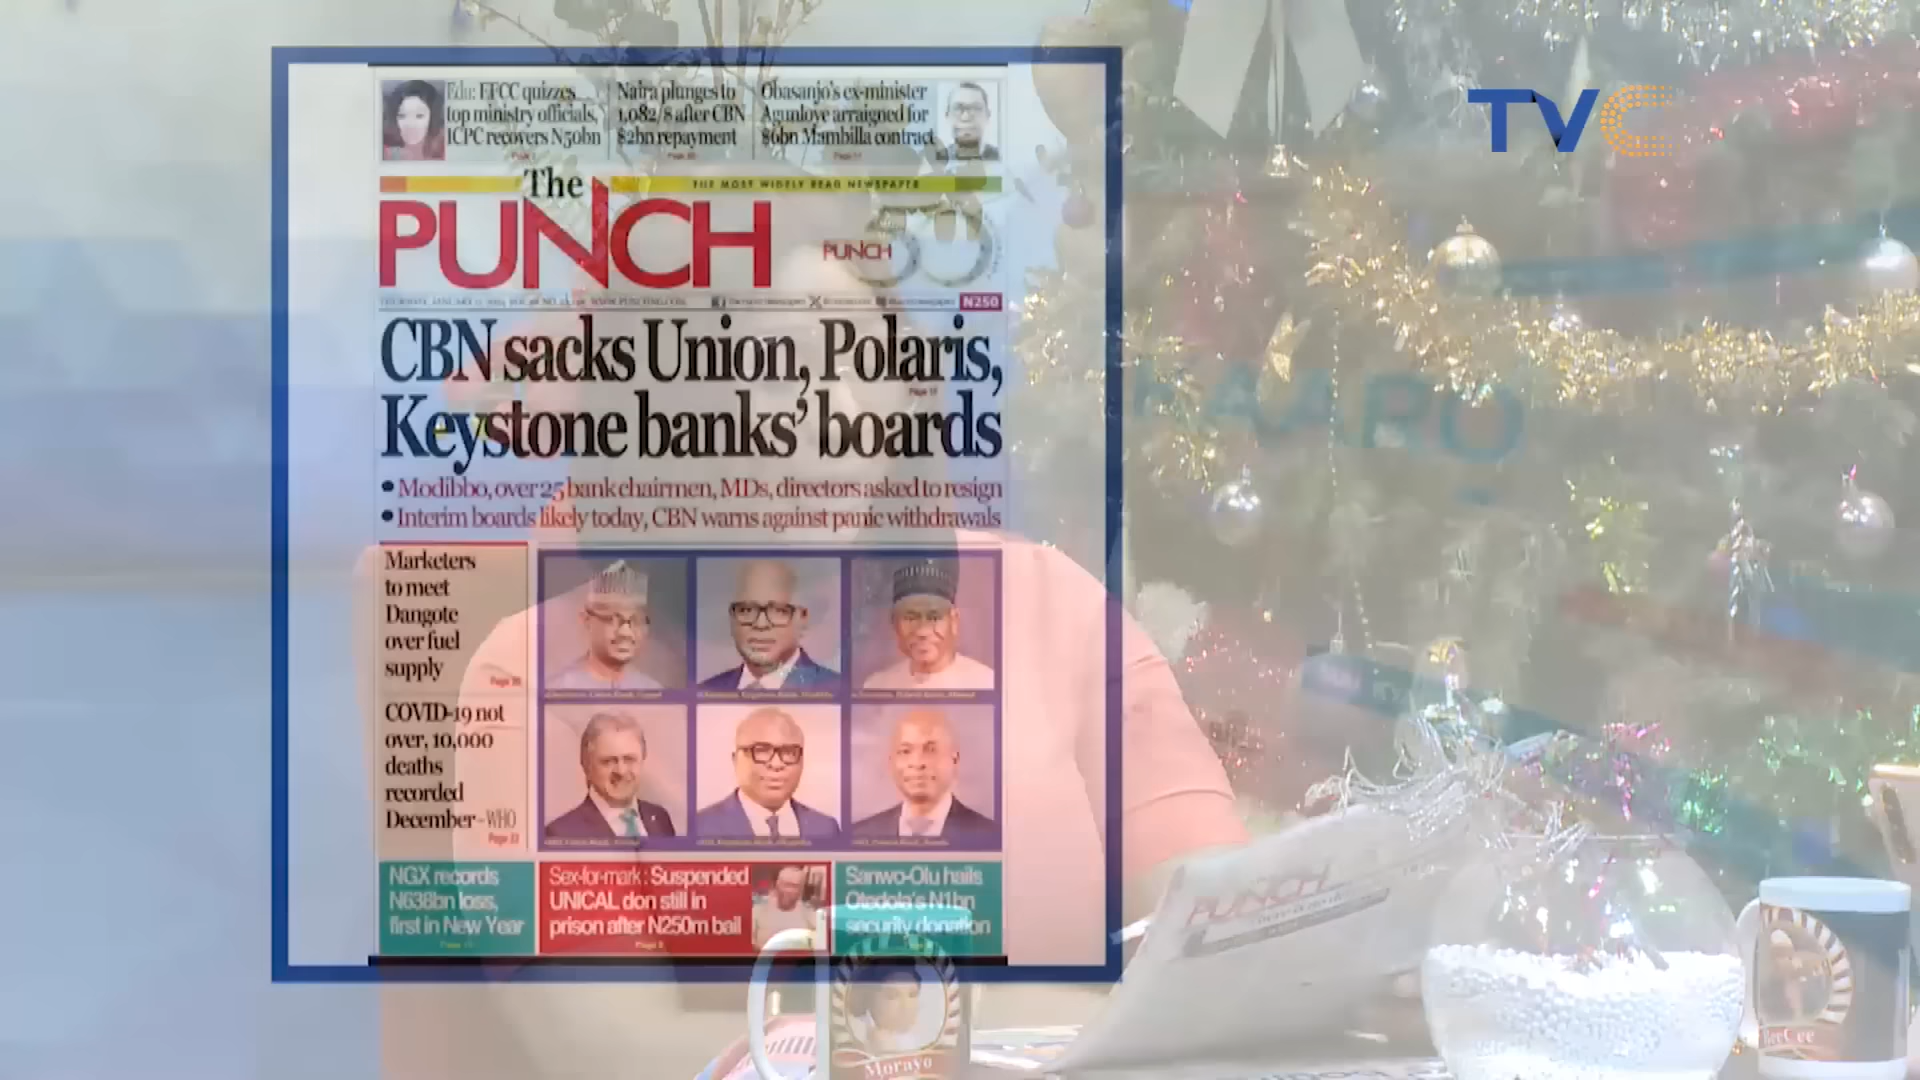 TVC
Edu: EFCC quizzes
top ministry officials,
ICPC recovers N50bn
Naira plunges to
1,082/$ after CBN
$2bn repayment
Obasanjo's ex-minister
Agunloye arraigned for
$6bn Mambilla contract
The
THE MOST WIDELY READ NEWSPAPER
PUNCH
PUNCH 50
N250
CBN sacks Union, Polaris,
Keystone banks' boards
• Modibbo, over 25 bank chairmen, MDs, directors asked to resign
• Interim boards likely today, CBN warns against panic withdrawals
Marketers
to meet
Dangote
over fuel
supply
COVID-19 not
over, 10,000
deaths
recorded
December - WHO
Page 22
NGX records
N638bn loss,
first in New Year
Sex-for-mark: Suspended
UNICAL don still in
prison after N250m bail
Sanwo-Olu hails
Otedola's N1bn
security donation
PUNCH
Morayo